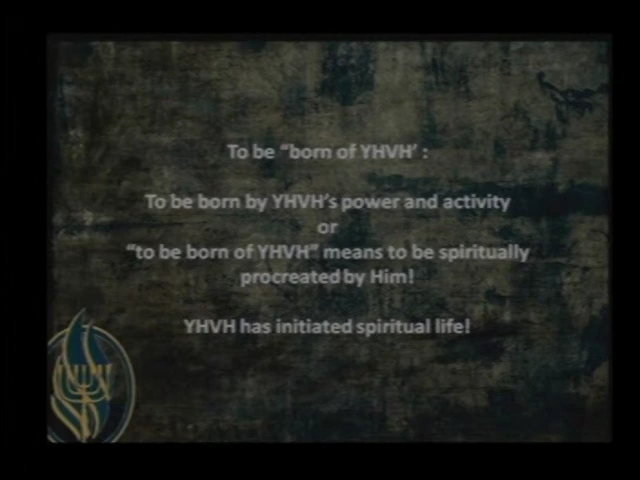 To be “born of YHVH’ :
To be born by YHVH’s power and activity
or
“to be born of YHVH” means to be spiritually
procreated by Him!
YHVH has initiated spiritual life!